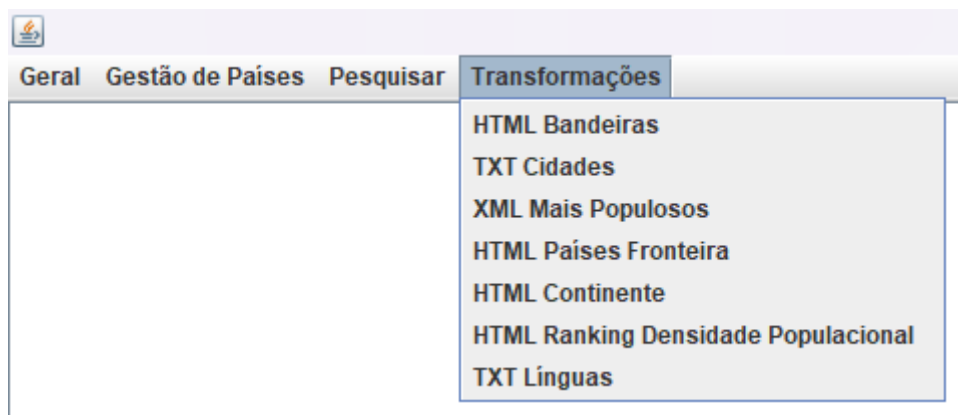 Geral Gestão de Países Pesquisar Transformações
HTML Bandeiras
TXT Cidades
XML Mais Populosos
HTML Países Fronteira
HTML Continente
HTML Ranking Densidade Populacional
TXT Línguas